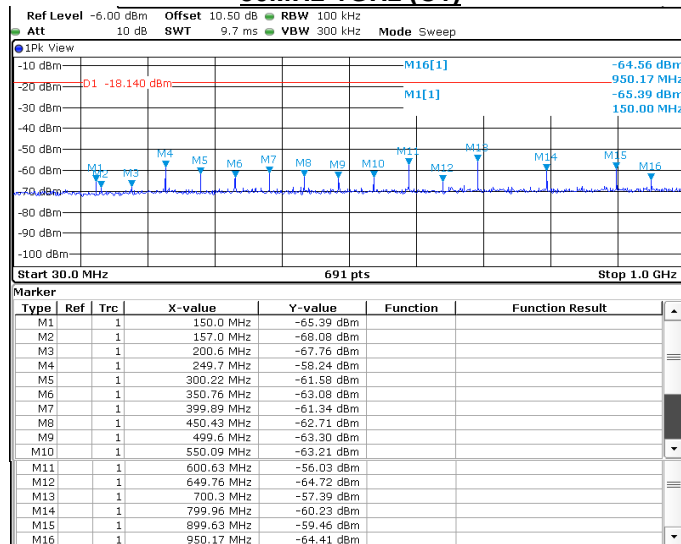 Ref Level -6.00 dBm Offset 10.50 dB RBW 100 kHz
Att 10 dB SWT 9.7 ms VBW 300 kHz Mode Sweep
1Pk View
M16[1] -64.56 dBm
950.17 MHz
M1[1] -65.39 dBm
150.00 MHz
-10 dBm
-20 dBm
D1 -18.140 dBm
-30 dBm
-40 dBm
-50 dBm
-60 dBm
-70 dBm
-80 dBm
-90 dBm
-100 dBm
M1 M2 M3 M4 M5 M6 M7 M8 M9 M10 M11 M12 M13 M14 M15 M16
Start 30.0 MHz 691 pts Stop 1.0 GHz
Marker
Type Ref Trc X-value Y-value Function Function Result
M1 1 150.0 MHz -65.39 dBm
M2 1 157.0 MHz -68.08 dBm
M3 1 200.6 MHz -67.76 dBm
M4 1 249.7 MHz -58.24 dBm
M5 1 300.22 MHz -61.58 dBm
M6 1 350.76 MHz -63.08 dBm
M7 1 399.89 MHz -61.34 dBm
M8 1 450.43 MHz -62.71 dBm
M9 1 499.6 MHz -63.30 dBm
M10 1 550.09 MHz -63.21 dBm
M11 1 600.63 MHz -56.03 dBm
M12 1 649.76 MHz -64.72 dBm
M13 1 700.3 MHz -57.39 dBm
M14 1 799.96 MHz -60.23 dBm
M15 1 899.63 MHz -59.46 dBm
M16 1 950.17 MHz -64.41 dBm